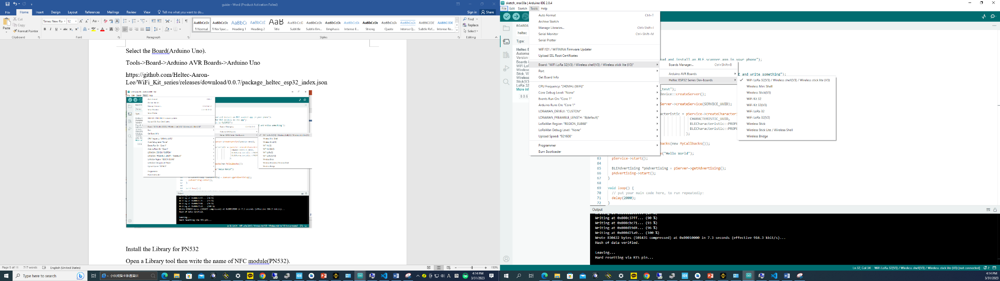 guide - Word (Product Activation Failed)
Sign in
Share
File
Home
Insert
Design
Layout
References
Mailings
Review
View
Tell me what you want to do...
Paste
Cut
Copy
Format Painter
Clipboard
Times New Ro
12
Font
Paragraph
AaBbCcDc AaBbCcDc AaBbCc AaBbCcD AaB AaBbCcD AaBbCcDc AaBbCcDc AaBbCcDc AaBbCcDc AaBbCcDc AaBbCcDc AABBCCDC AABBCCDC
¶ Normal
¶ No Spac...
Heading 1
Heading 2
Title
Subtitle
Subtle Em...
Emphasis
Intense E...
Strong
Quote
Intense Q...
Subtle Ref...
Intense Re...
Styles
Find
Replace
Select
Editing
Select the Board(Arduino Uno).
Tools->Board->Arduino AVR Boards->Arduino Uno
https://github.com/Heltec-Aaron-
Lee/WiFi_Kit_series/releases/download/0.0.7/package_heltec_esp32_index.json
Install the Library for PN532
Open a Library tool then write the name of NFC module(PN532).
Page 5 of 11
717 words
English (United States)
150%
Type here to search
4:14 PM
3/31/2023
sketch_mar30a | Arduino IDE 2.0.4
File Edit Sketch Tools Help
BOARDS
heltec
Type:
Heltec E
Automa
Version
Boards i
WIFI Lo
Wireless
Stick, W
Wireless
Stick(V3
LoRa 32
More info
0.0.6
Auto Format Ctrl+T
Archive Sketch
Manage Libraries... Ctrl+Shift+I
Serial Monitor Ctrl+Shift+M
Serial Plotter
WiFi101 / WiFiNINA Firmware Updater
Upload SSL Root Certificates
Board: "WiFi LoRa 32(V3) / Wireless shell(V3) / Wireless stick lite (V3)"
Port
Get Board Info
CPU Frequency: "240MHz (WiFi)"
Core Debug Level: "None"
Events Run On: "Core 1"
Arduino Runs On: "Core 1"
LORAWAN_DEVEUI: "CUSTOM"
LORAWAN_PREAMBLE_LENGTH: "8(default)"
LoRaWan Region: "REGION_EU868"
LoRaWan Debug Level: "None"
Upload Speed: "921600"
Programmer
Burn Bootloader
Boards Manager... Ctrl+Shift+B
Arduino AVR Boards
Heltec ESP32 Series Dev-boards
WiFi LoRa 32(V3) / Wireless shell(V3) / Wireless stick lite (V3)
Wireless Mini Shell
Wireless Stick(V3)
WiFi Kit 32
WiFi Kit 32(V3)
WiFi LoRa 32
WiFi LoRa 32(V2)
Wireless Stick
Wireless Stick Lite / Wireless Shell
Wireless Bridge
oad and install an BLE scanner app in your phone");
E and write something");
_test");
Device::createServer();
Server->createService(SERVICE_UUID);
acteristic = pService->createCharacteri
CHARACTERISTIC_UUID,
BLECharacteristic::PROPE
BLECharacteristic::PROPE
);
backs(new MyCallbacks());
e("Hello World");
63 pService->start();
64
65 BLEAdvertising *pAdvertising = pServer->getAdvertising();
66 pAdvertising->start();
67 }
68
69 void loop() {
70 // put your main code here, to run repeatedly:
71 delay(2000);
72 }
Output
Writing at 0x000c37ff... (90 %)
Writing at 0x000cbc71... (93 %)
Writing at 0x000d19d4... (96 %)
Writing at 0x000d71a9... (100 %)
Wrote 830432 bytes (501435 compressed) at 0x00010000 in 7.3 seconds (effective 916.3 kbit/s)...
Hash of data verified.
Leaving...
Hard resetting via RTS pin...
Ln 32, Col 34 WiFi LoRa 32(V3) / Wireless shell(V3) / Wireless stick lite (V3) [not connected] 2
4:14 PM
3/31/2023